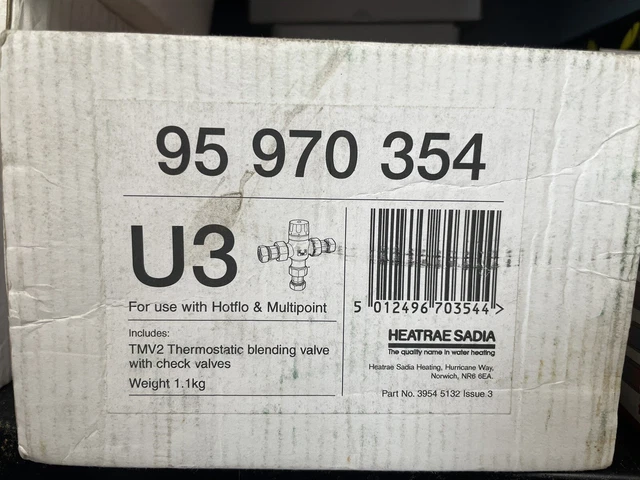 95 970 354
U3
For use with Hotflo & Multipoint
Includes:
TMV2 Thermostatic blending valve
with check valves
Weight 1.1kg
5 012496 703544 >
HEATRAE SADIA
The quality name in water heating
Heatrae Sadia Heating, Hurricane Way,
Norwich, NR6 6EA.
Part No. 3954 5132 Issue 3